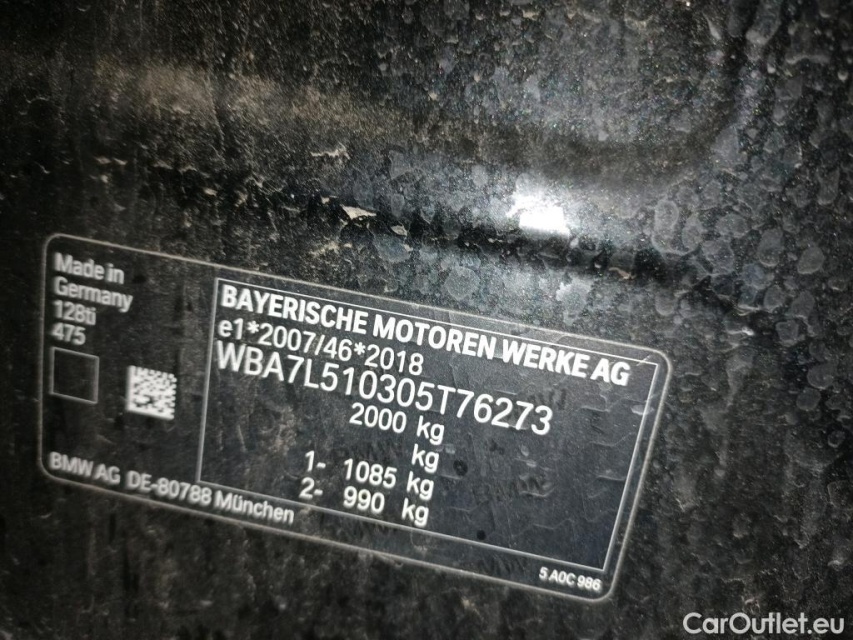 Made in
Germany
128ti
475
BAYERISCHE MOTOREN WERKE AG
e1*2007/46*2018
WBA7L510305T76273
2000 kg
kg
1- 1085 kg
2- 990 kg
BMW AG DE-80788 München
5 A0C 986
CarOutlet.eu